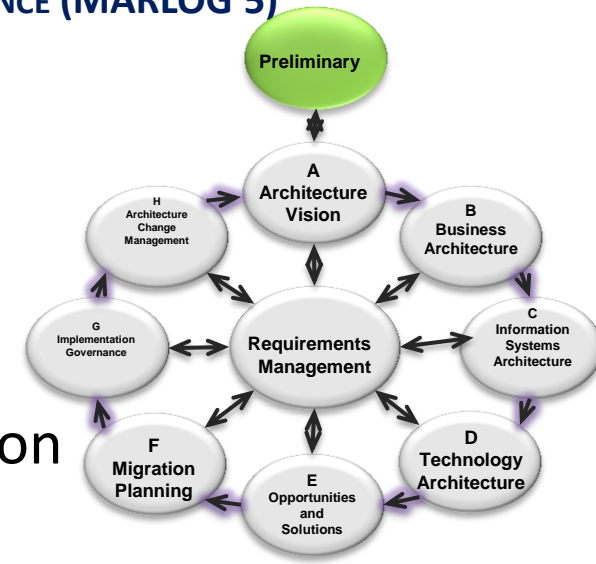 NCE (MARLOG 5)
Preliminary
A
Architecture
Vision
H
Architecture
Change
Management
B
Business
Architecture
C
Information
Systems
Architecture
G
Implementation
Governance
Requirements
Management
on
F
Migration
Planning
D
Technology
Architecture
E
Opportunities
and
Solutions